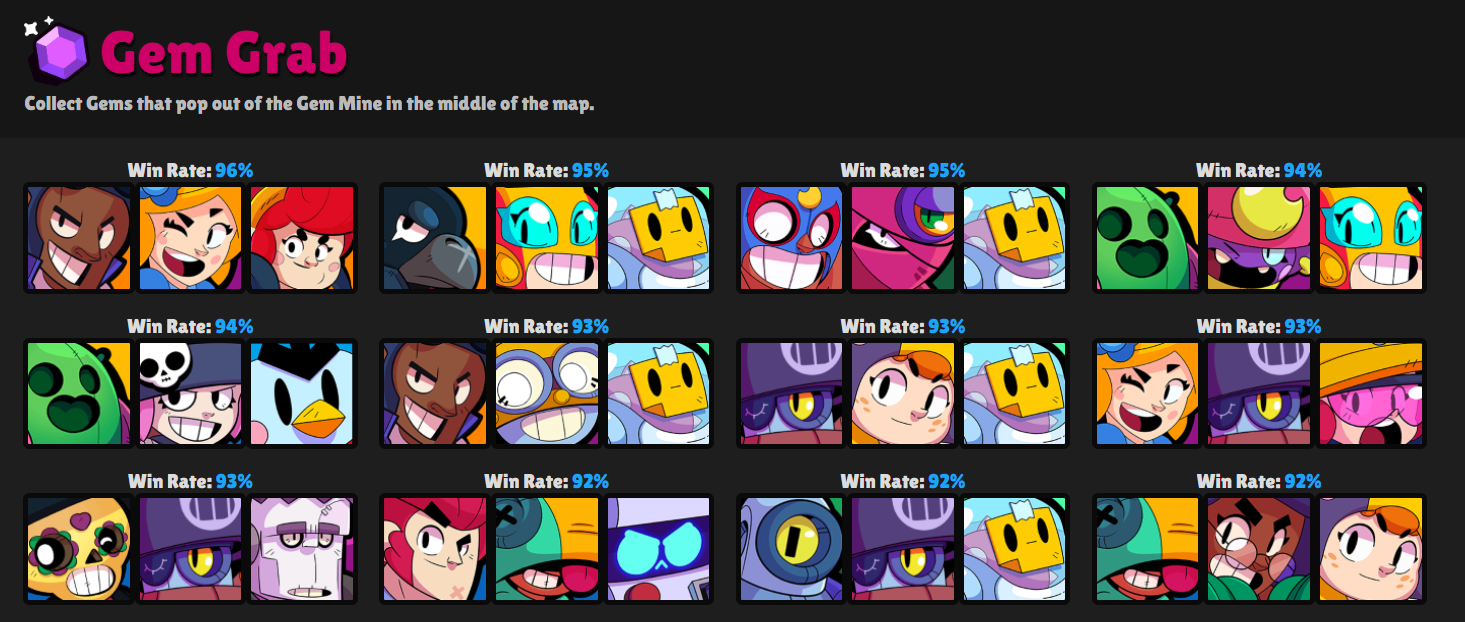 Gem Grab
Collect Gems that pop out of the Gem Mine in the middle of the map.
Win Rate: 96%
Win Rate: 95%
Win Rate: 95%
Win Rate: 94%
Win Rate: 94%
Win Rate: 93%
Win Rate: 93%
Win Rate: 93%
Win Rate: 93%
Win Rate: 92%
Win Rate: 92%
Win Rate: 92%